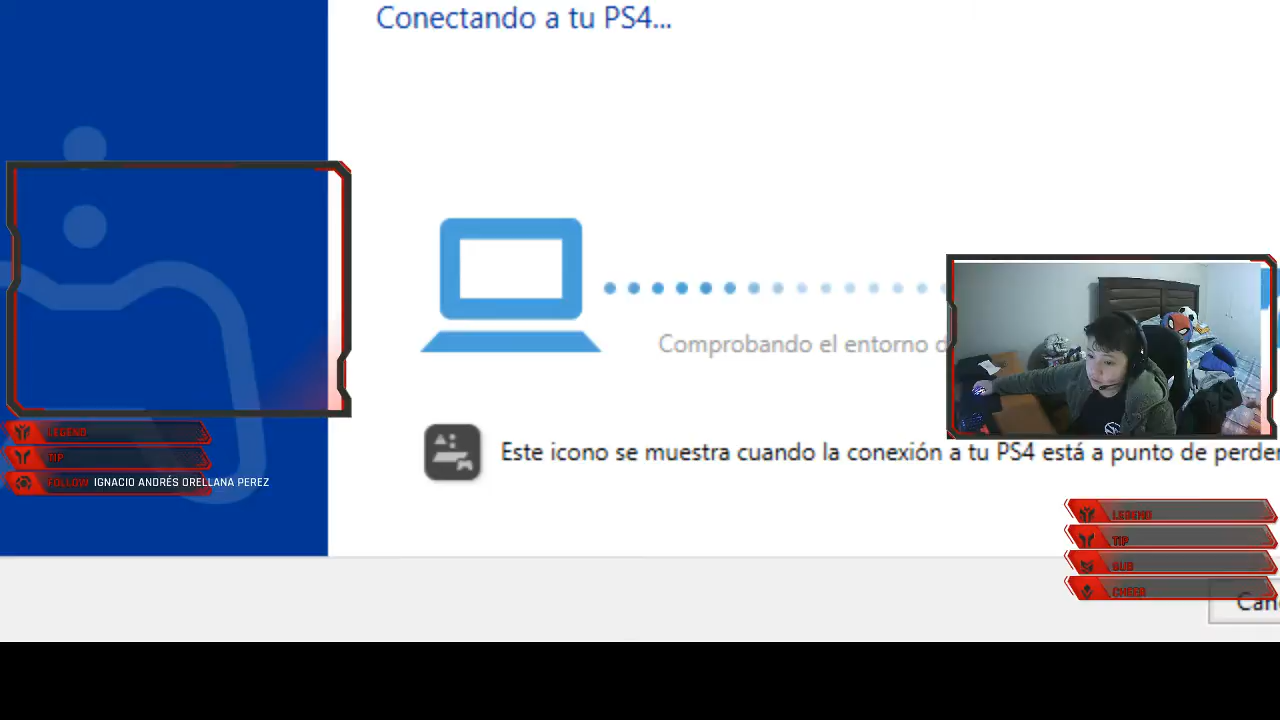 Conectando a tu PS4...
Comprobando el entorno d
Este icono se muestra cuando la conexión a tu PS4 está a punto de perder
LEGEND
TIP
FOLLOW IGNACIO ANDRÉS ORELLANA PEREZ
LEGEND
TIP
SUB
CHEER
Canc